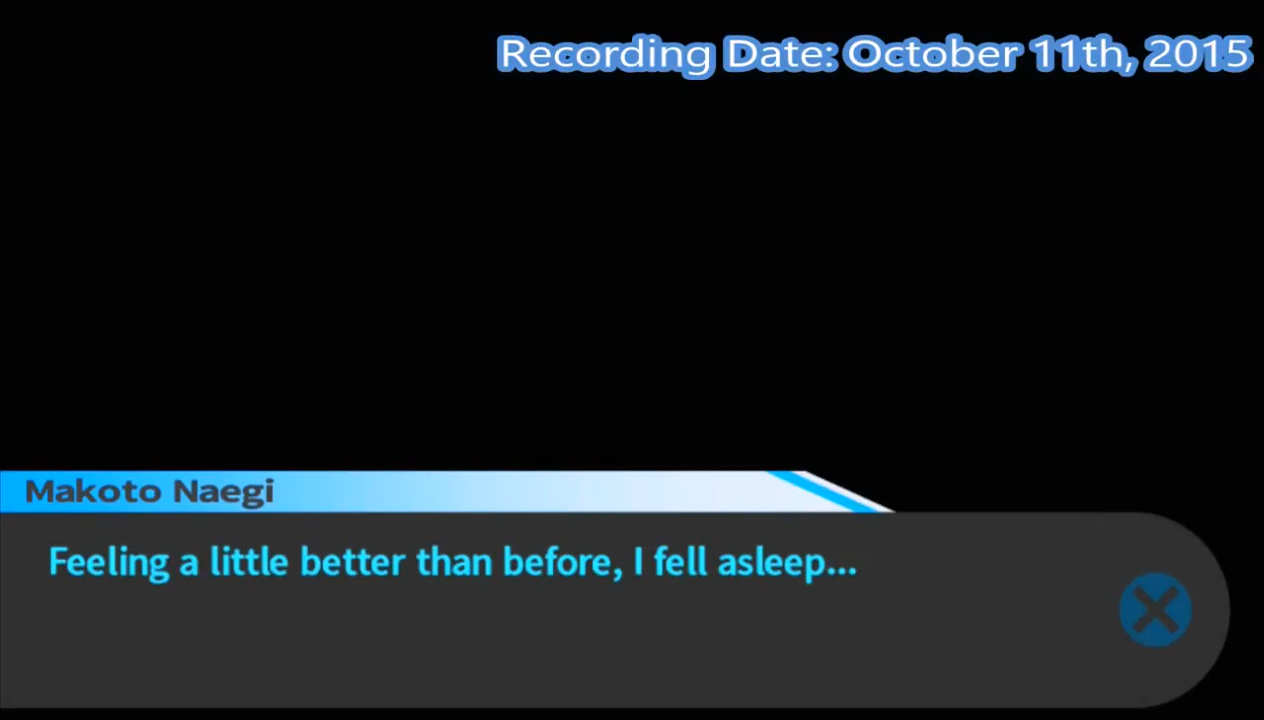 Recording Date: October 11th, 2015
Makoto Naegi
Feeling a little better than before, I fell asleep...